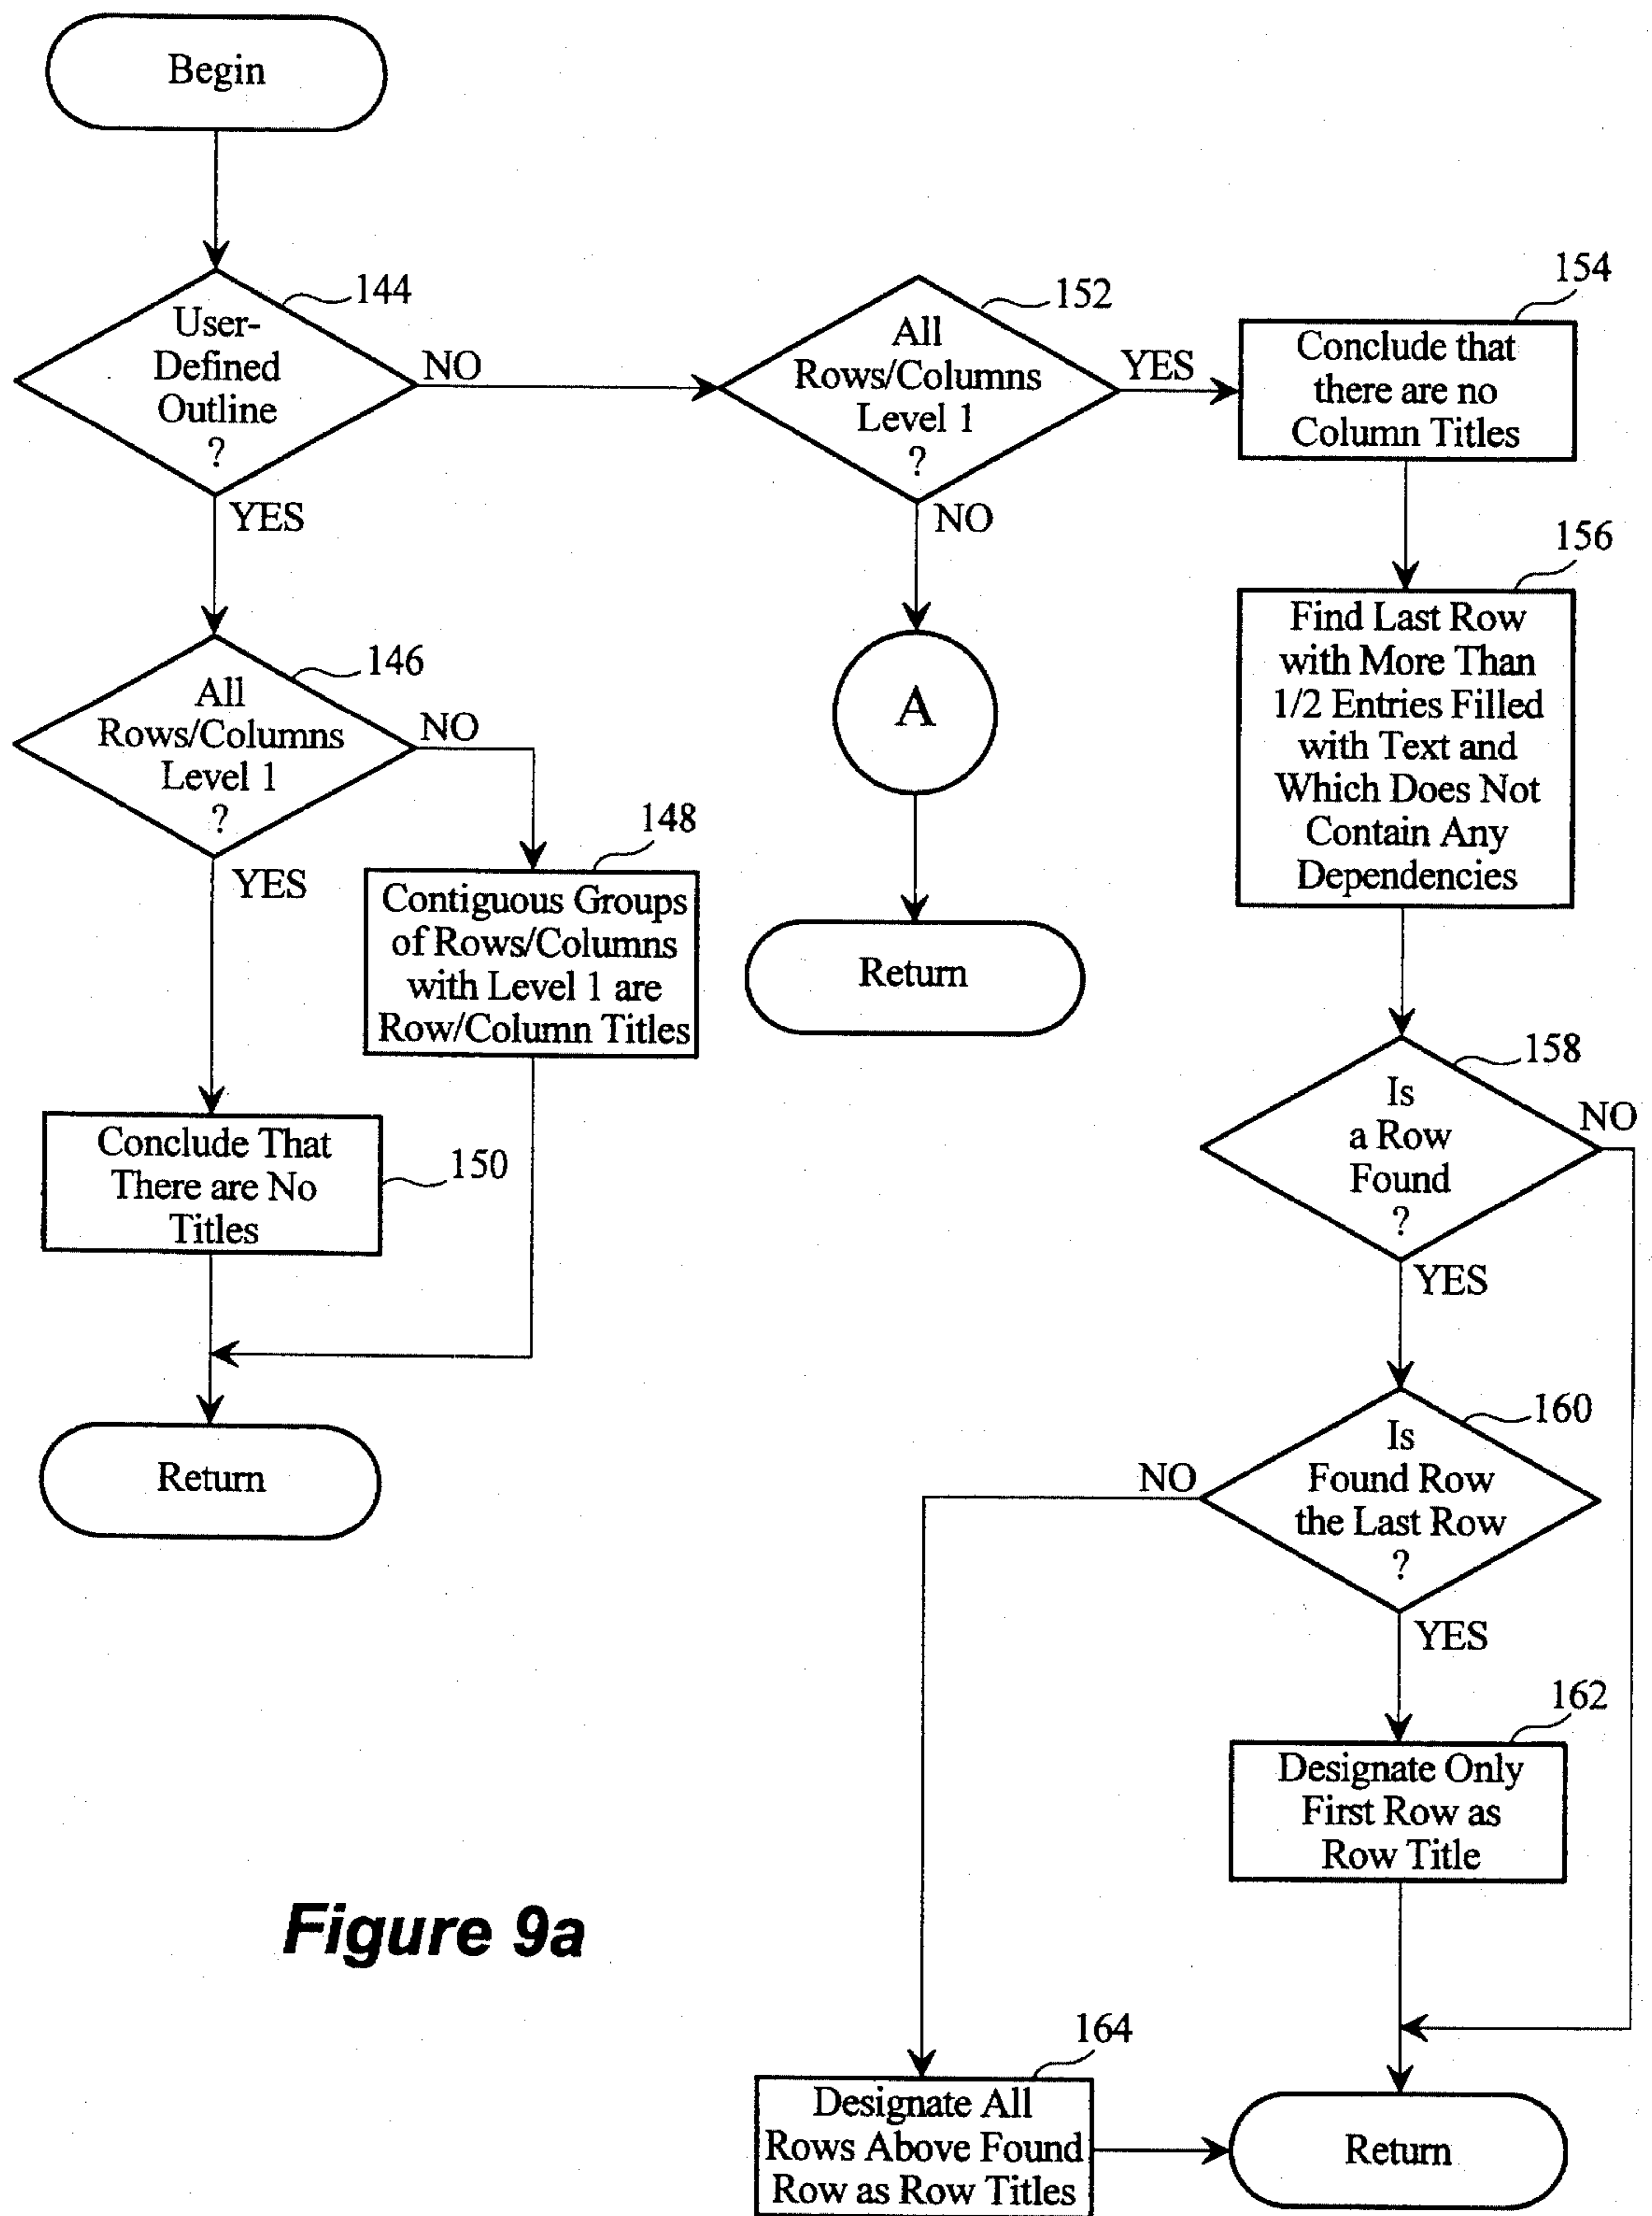 Begin
144
User-
Defined
Outline
?
NO
YES
152
All
Rows/Columns
Level 1
?
YES
NO
154
Conclude that
there are no
Column Titles
156
Find Last Row
with More Than
1/2 Entries Filled
with Text and
Which Does Not
Contain Any
Dependencies
146
All
Rows/Columns
Level 1
?
NO
YES
148
Contiguous Groups
of Rows/Columns
with Level 1 are
Row/Column Titles
A
Return
150
Conclude That
There are No
Titles
Return
158
Is
a Row
Found
?
NO
YES
160
Is
Found Row
the Last Row
?
NO
YES
162
Designate Only
First Row as
Row Title
164
Designate All
Rows Above Found
Row as Row Titles
Return
Figure 9a